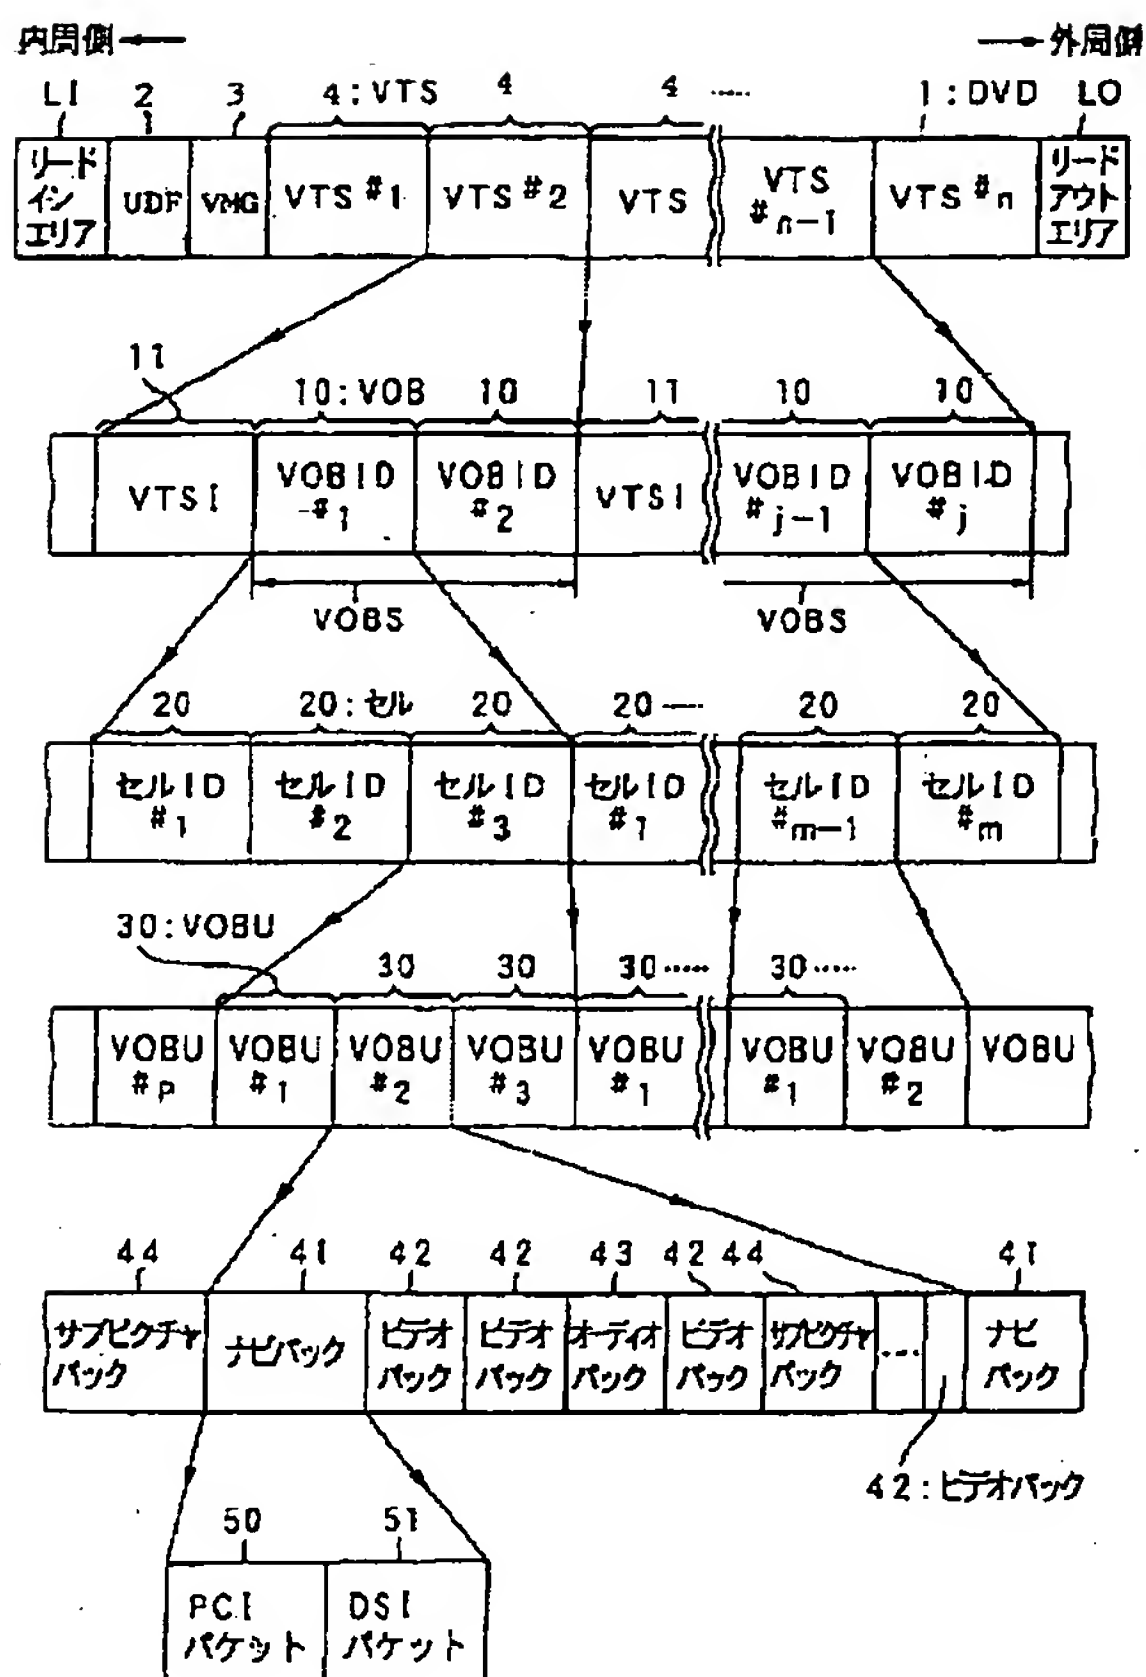 内周側 外周側
LI 2 3 4:VTS 4 4 ····· 1:DVD LO
リードインエリア UDF VMG VTS #1 VTS #2 VTS VTS #n-1 VTS #n リードアウトエリア
11 10:VOB 10 11 10 10
VTSI VOBID #1 VOBID #2 VTSI VOBID #j-1 VOBID #j
VOBS VOBS
20 20:セル 20 20 ···· 20 20
セルID #1 セルID #2 セルID #3 セルID #1 セルID #m-1 セルID #m
30:VOBU 30 30 30····· 30·····
VOBU #P VOBU #1 VOBU #2 VOBU #3 VOBU #1 VOBU #1 VOBU #2 VOBU
44 41 42 42 43 42 44 41
サブピクチャパック ナビパック ビデオパック ビデオパック オーディオパック ビデオパック サブピクチャパック ···· ナビパック
42:ビデオパック
50 51
PCIパケット DSIパケット